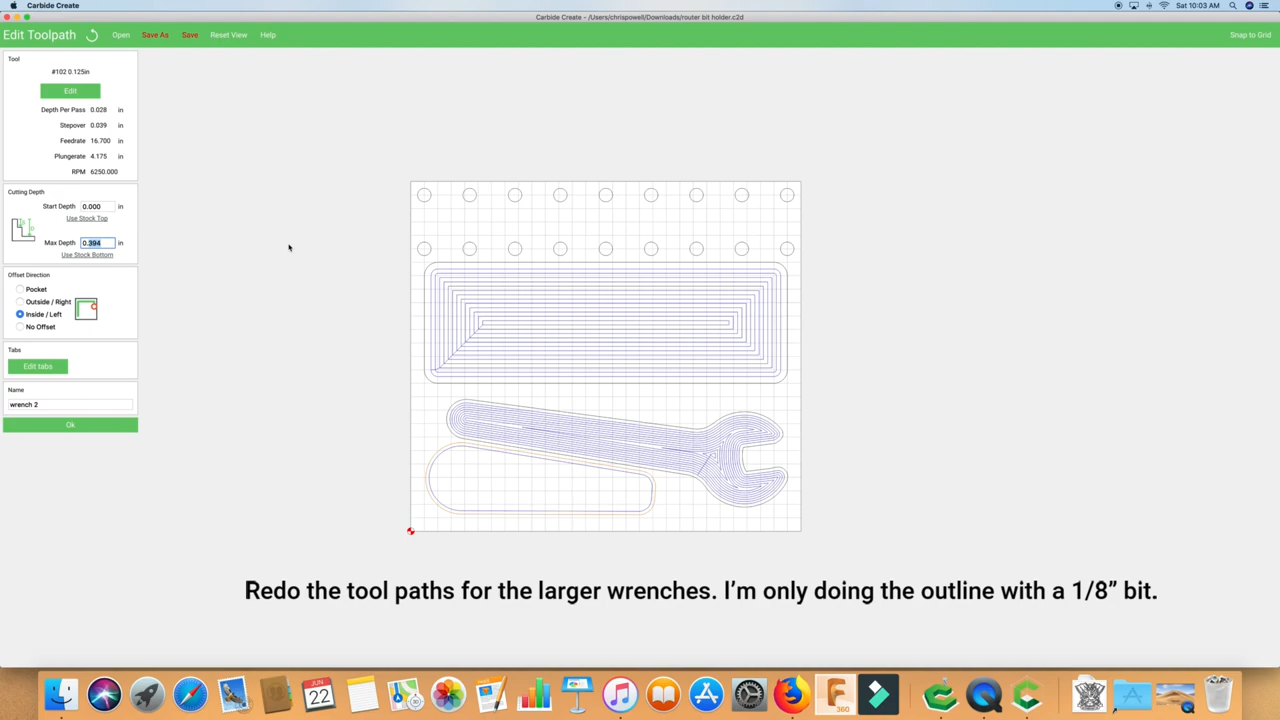 Carbide Create
Sat 10:03 AM
Carbide Create - /Users/chrispowell/Downloads/router bit holder.c2d
Edit Toolpath Open Save As Save Reset View Help Snap to Grid
Tool
#102 0.125in
Edit
Depth Per Pass 0.028 in
Stepover 0.039 in
Feedrate 16.700 in
Plungerate 4.175 in
RPM 6250.000
Cutting Depth
Start Depth 0.000 in
Use Stock Top
Max Depth 0.394 in
Use Stock Bottom
Offset Direction
Pocket
Outside / Right
Inside / Left
No Offset
Tabs
Edit tabs
Name
wrench 2
Ok
Redo the tool paths for the larger wrenches. I’m only doing the outline with a 1/8” bit.
JUN
22
360